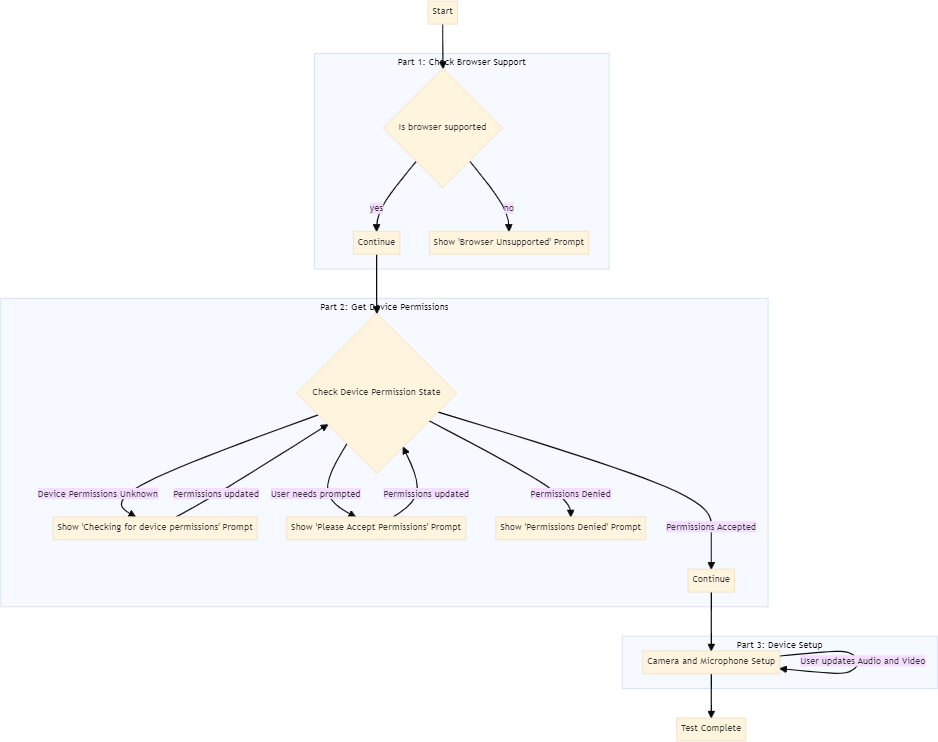 Start
Part 1: Check Browser Support
Is browser supported
yes
no
Continue
Show 'Browser Unsupported' Prompt
Part 2: Get Device Permissions
Check Device Permission State
Device Permissions Unknown
Permissions updated
User needs prompted
Permissions updated
Permissions Denied
Show 'Checking for device permissions' Prompt
Show 'Please Accept Permissions' Prompt
Show 'Permissions Denied' Prompt
Permissions Accepted
Continue
Part 3: Device Setup
Camera and Microphone Setup
User updates Audio and Video
Test Complete